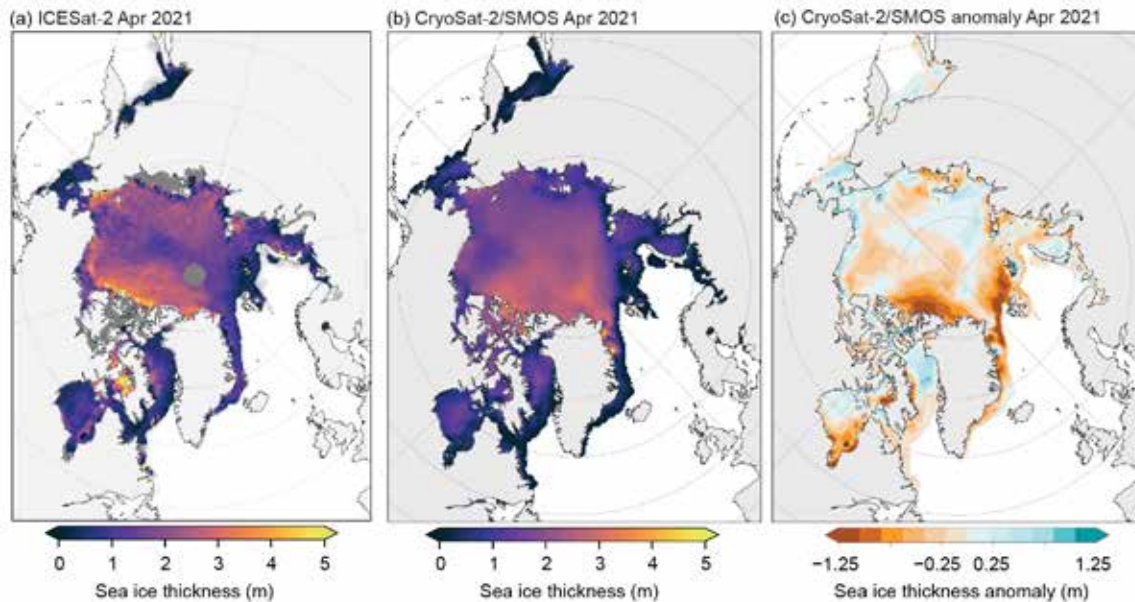 (a) ICESat-2 Apr 2021
(b) CryoSat-2/SMOS Apr 2021
(c) CryoSat-2/SMOS anomaly Apr 2021
0 1 2 3 4 5
Sea ice thickness (m)
0 1 2 3 4 5
Sea ice thickness (m)
−1.25 −0.25 0.25 1.25
Sea ice thickness anomaly (m)